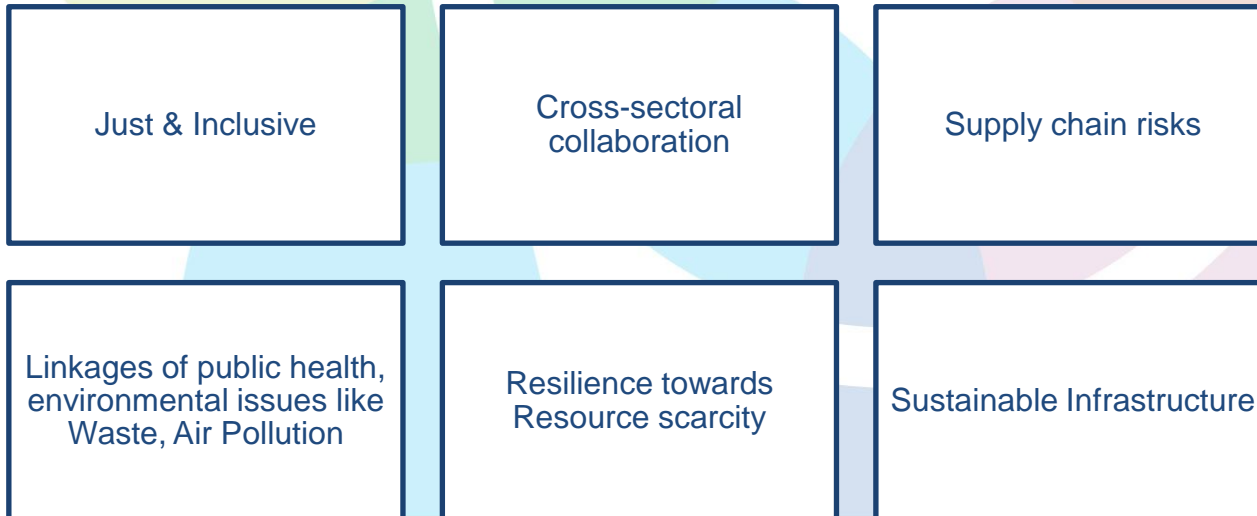 Just & Inclusive
Cross-sectoral
collaboration
Supply chain risks
Linkages of public health,
environmental issues like
Waste, Air Pollution
Resilience towards
Resource scarcity
Sustainable Infrastructure